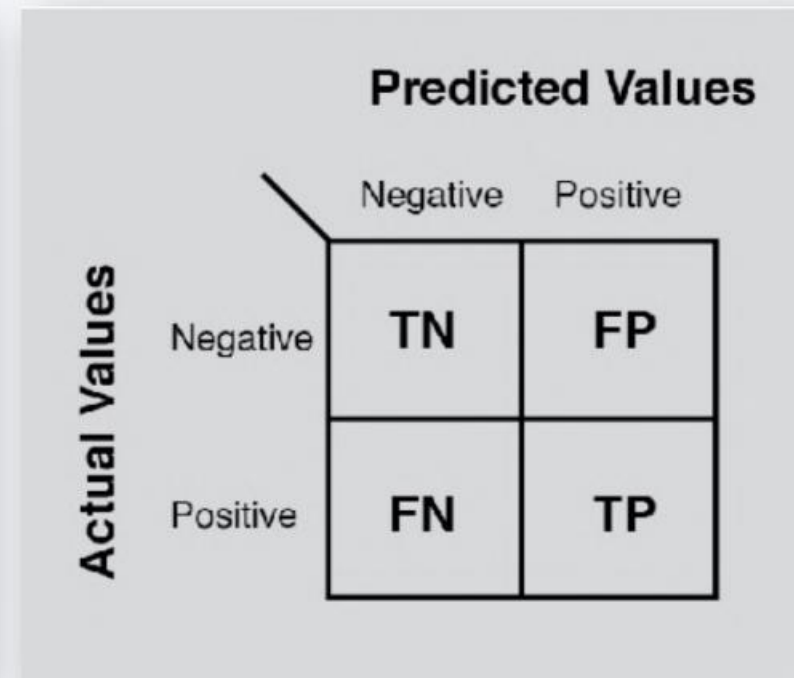 Predicted Values
Negative Positive
Actual Values
Negative TN FP
Positive FN TP